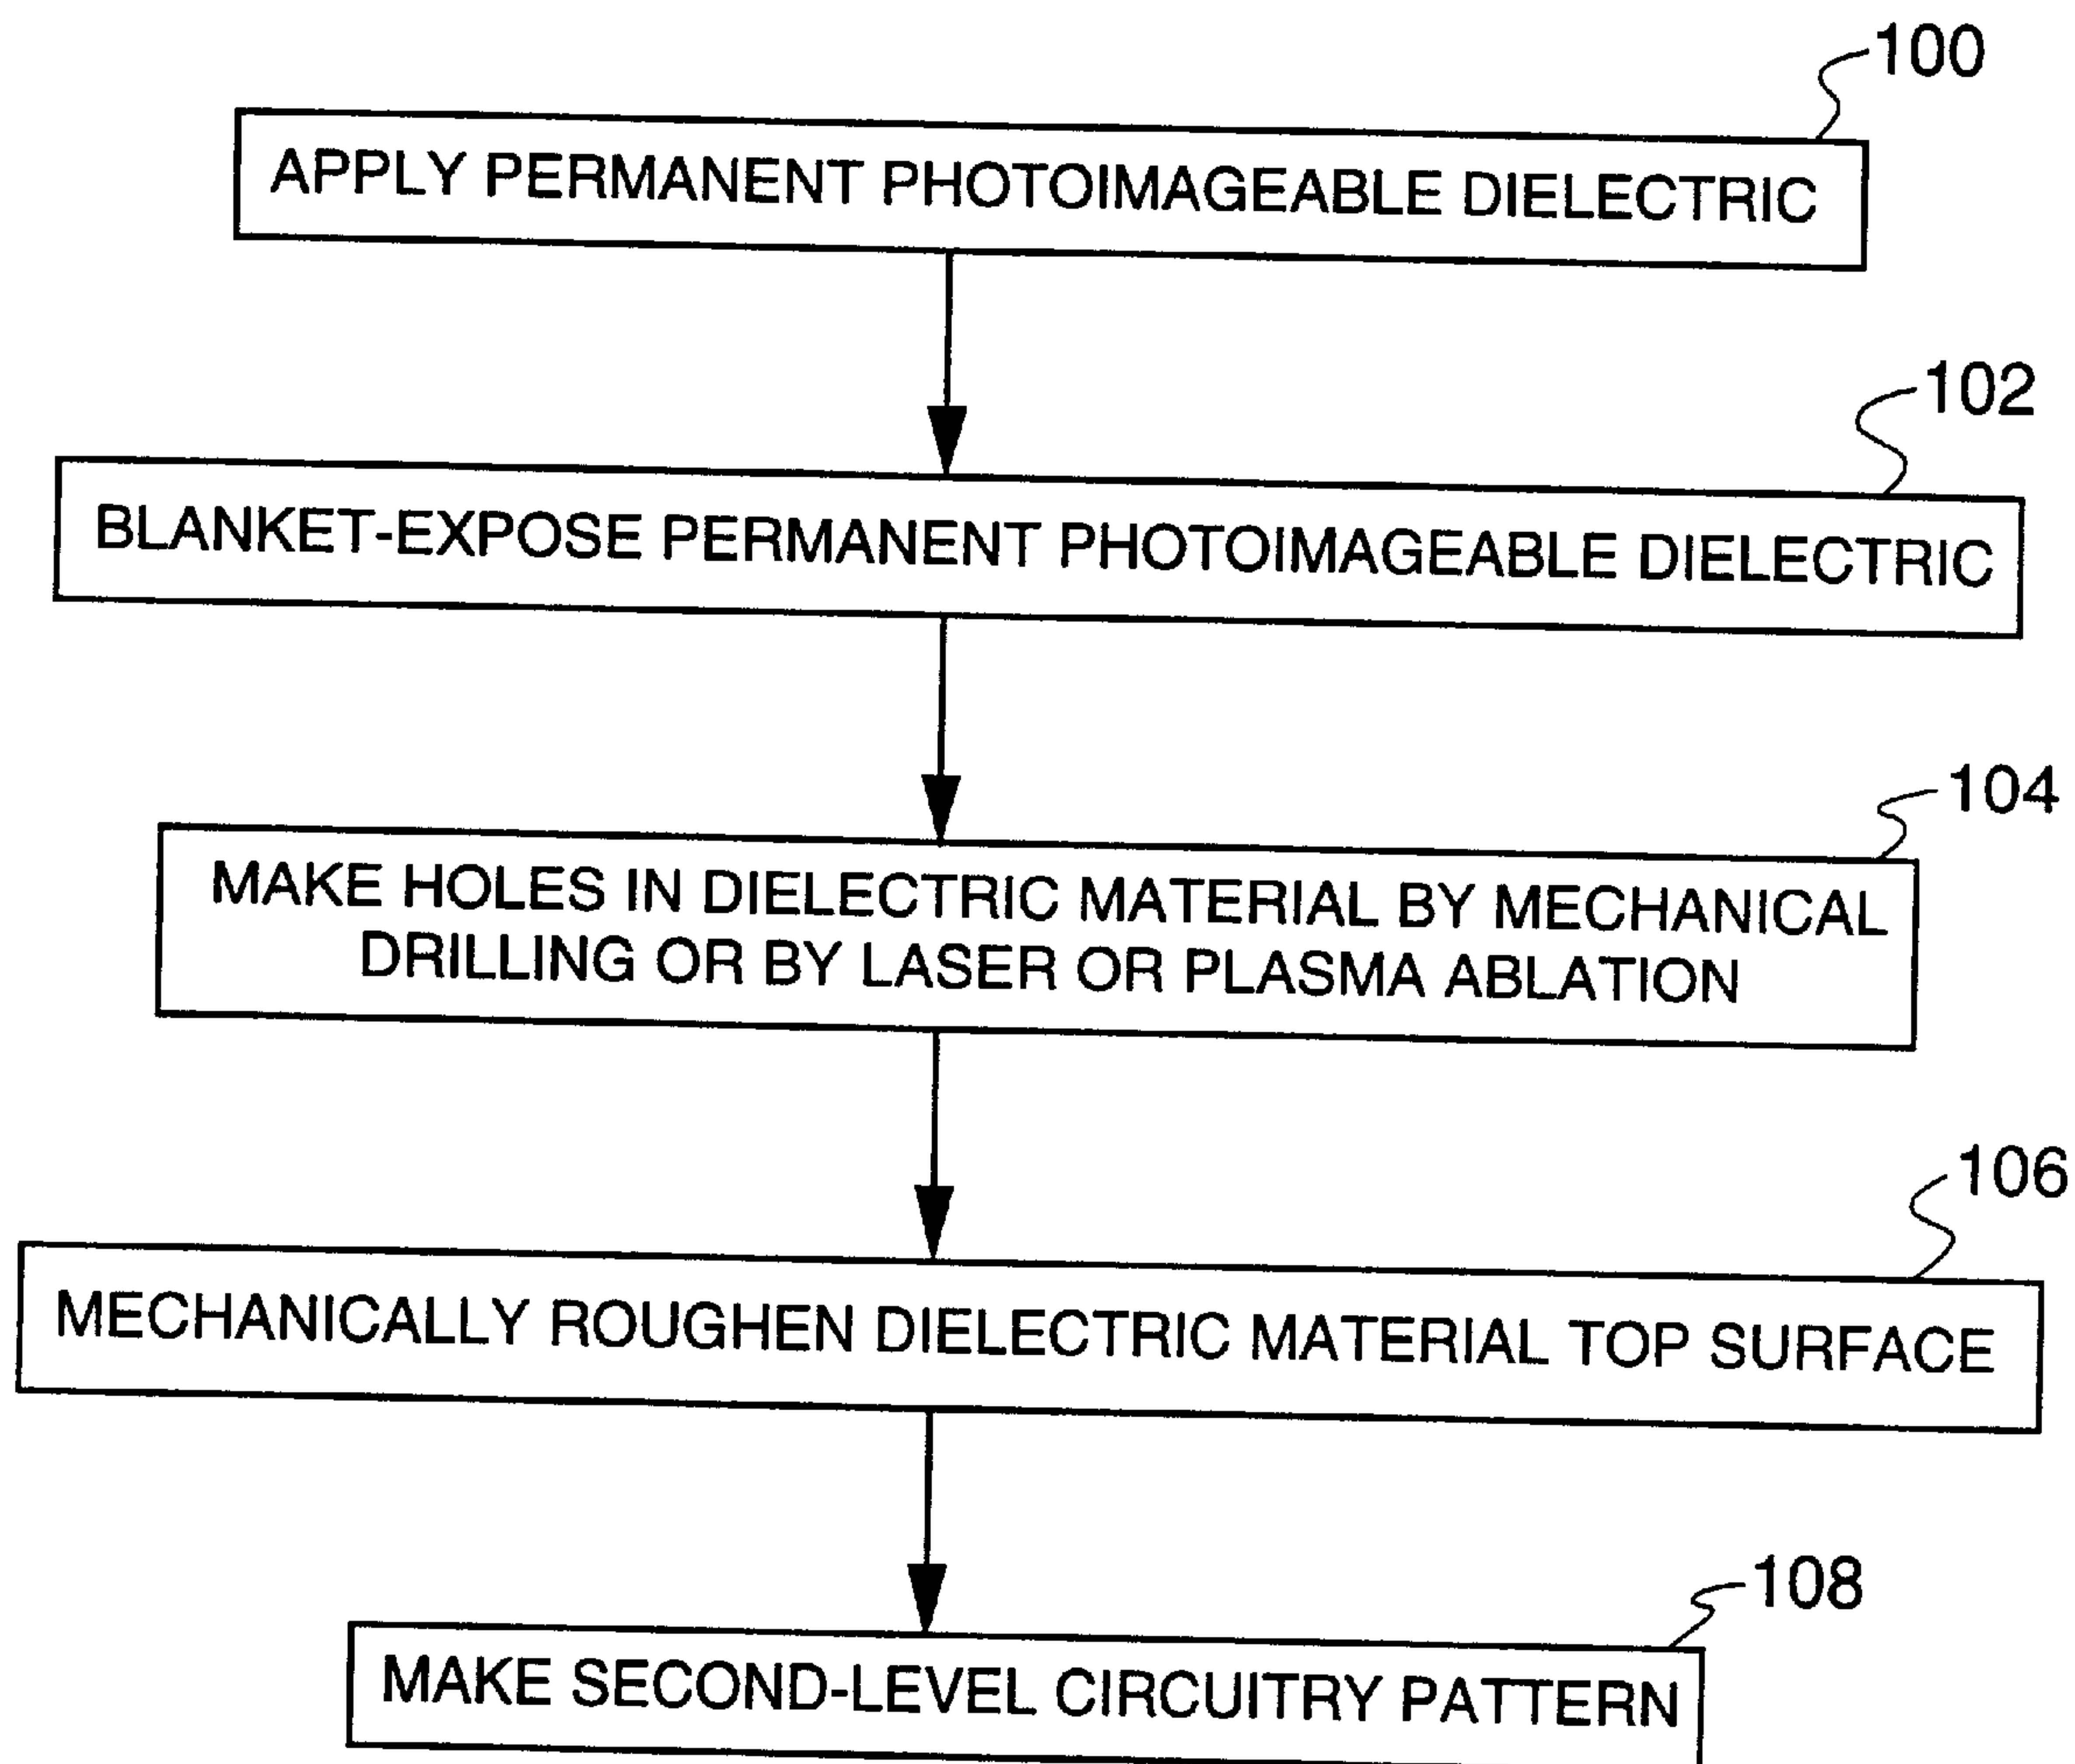 100
APPLY PERMANENT PHOTOIMAGEABLE DIELECTRIC
102
BLANKET-EXPOSE PERMANENT PHOTOIMAGEABLE DIELECTRIC
104
MAKE HOLES IN DIELECTRIC MATERIAL BY MECHANICAL
DRILLING OR BY LASER OR PLASMA ABLATION
106
MECHANICALLY ROUGHEN DIELECTRIC MATERIAL TOP SURFACE
108
MAKE SECOND-LEVEL CIRCUITRY PATTERN